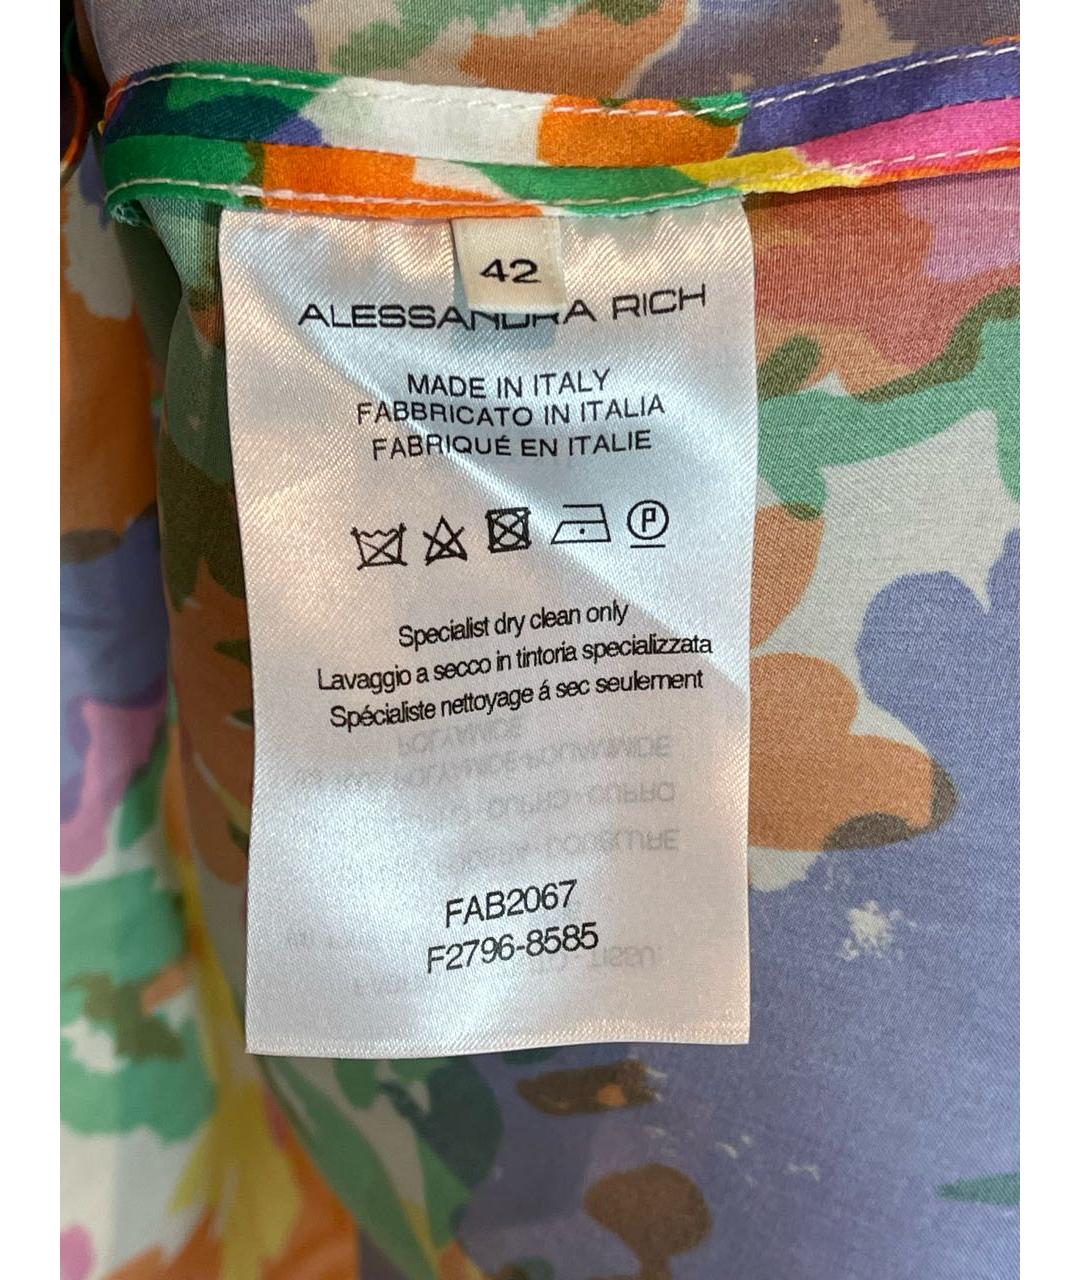 42
ALESSANDRA RICH
MADE IN ITALY
FABBRICATO IN ITALIA
FABRIQUÉ EN ITALIE
P
Specialist dry clean only
Lavaggio a secco in tintoria specializzata
Spécialiste nettoyage á sec seulement
FAB2067
F2796-8585